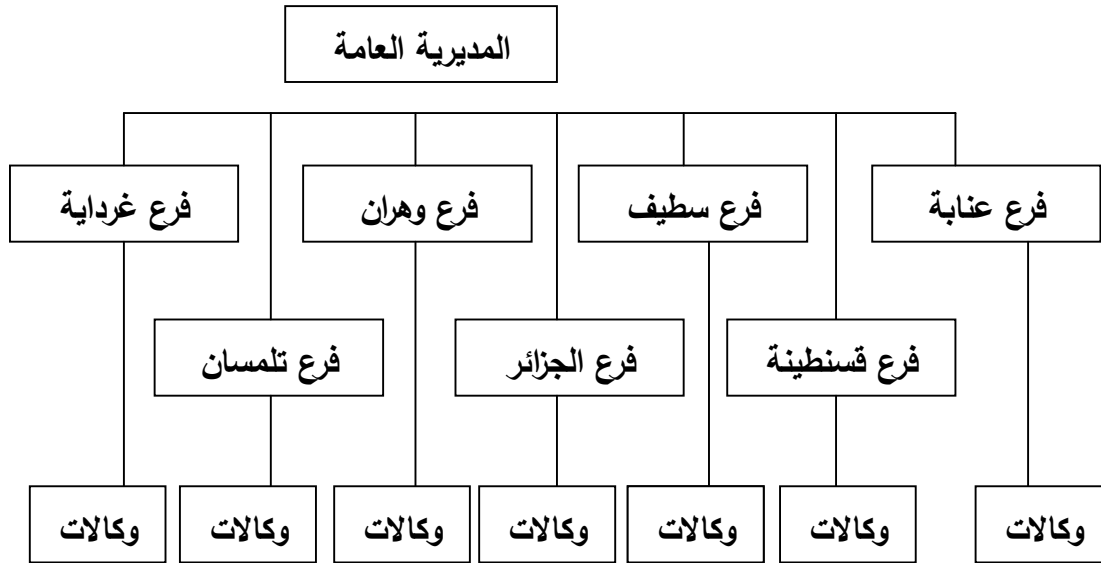 المديرية العامة
فرع عنابة
فرع سطيف
فرع وهران
فرع غرداية
فرع قسنطينة
فرع الجزائر
فرع تلمسان
وكالات
وكالات
وكالات
وكالات
وكالات
وكالات
وكالات